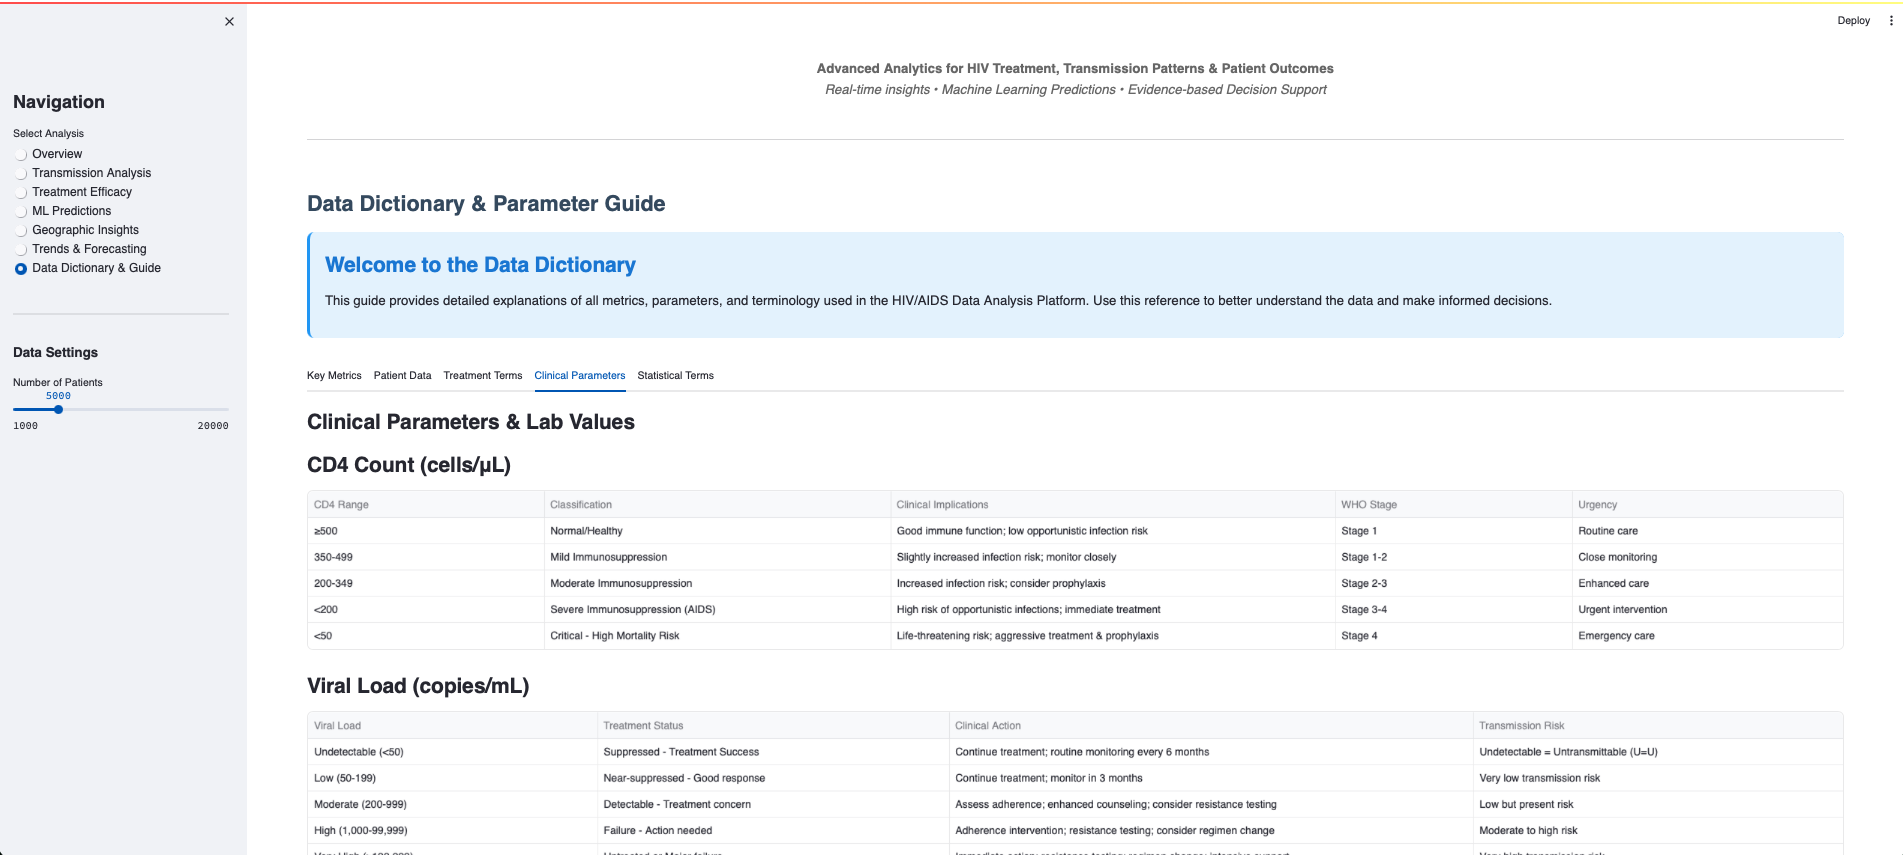 Deploy
Navigation
Select Analysis
Overview
Transmission Analysis
Treatment Efficacy
ML Predictions
Geographic Insights
Trends & Forecasting
Data Dictionary & Guide
Data Settings
Number of Patients
5000
1000 20000
Advanced Analytics for HIV Treatment, Transmission Patterns & Patient Outcomes
Real-time insights • Machine Learning Predictions • Evidence-based Decision Support
Data Dictionary & Parameter Guide
Welcome to the Data Dictionary
This guide provides detailed explanations of all metrics, parameters, and terminology used in the HIV/AIDS Data Analysis Platform. Use this reference to better understand the data and make informed decisions.
Key Metrics Patient Data Treatment Terms Clinical Parameters Statistical Terms
Clinical Parameters & Lab Values
CD4 Count (cells/μL)
CD4 Range Classification Clinical Implications WHO Stage Urgency
≥500 Normal/Healthy Good immune function; low opportunistic infection risk Stage 1 Routine care
350-499 Mild Immunosuppression Slightly increased infection risk; monitor closely Stage 1-2 Close monitoring
200-349 Moderate Immunosuppression Increased infection risk; consider prophylaxis Stage 2-3 Enhanced care
<200 Severe Immunosuppression (AIDS) High risk of opportunistic infections; immediate treatment Stage 3-4 Urgent intervention
<50 Critical - High Mortality Risk Life-threatening risk; aggressive treatment & prophylaxis Stage 4 Emergency care
Viral Load (copies/mL)
Viral Load Treatment Status Clinical Action Transmission Risk
Undetectable (<50) Suppressed - Treatment Success Continue treatment; routine monitoring every 6 months Undetectable = Untransmittable (U=U)
Low (50-199) Near-suppressed - Good response Continue treatment; monitor in 3 months Very low transmission risk
Moderate (200-999) Detectable - Treatment concern Assess adherence; enhanced counseling; consider resistance testing Low but present risk
High (1,000-99,999) Failure - Action needed Adherence intervention; resistance testing; consider regimen change Moderate to high risk